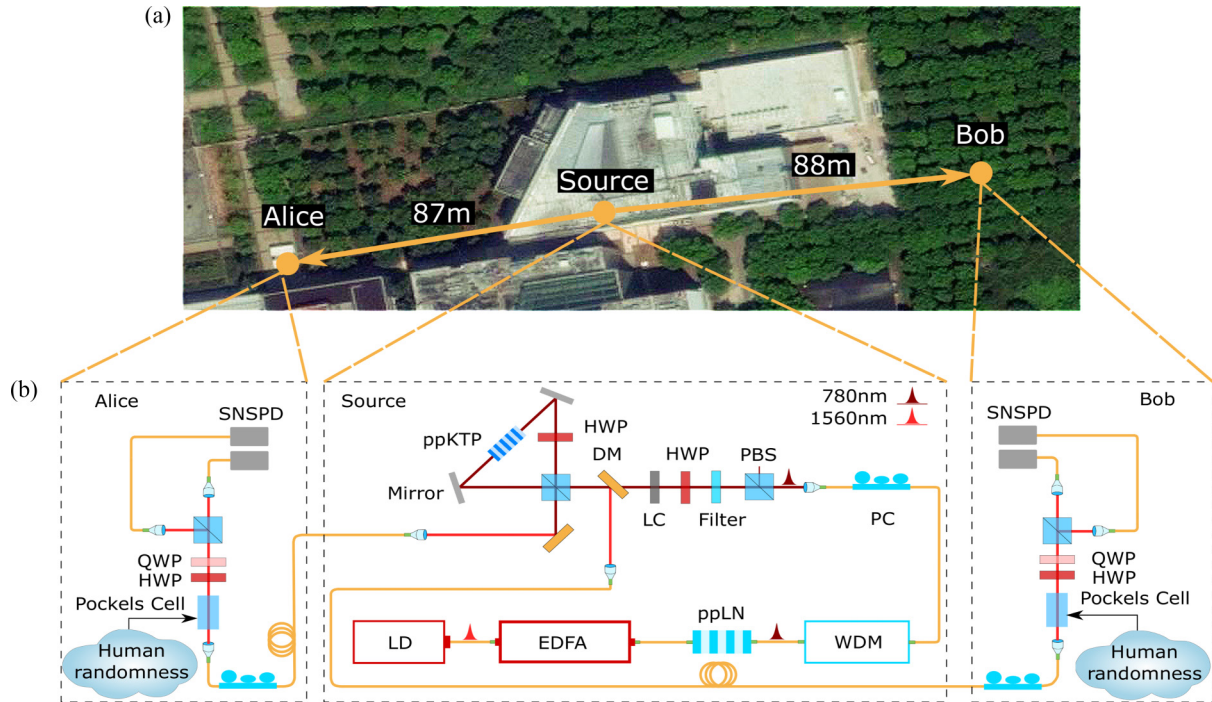 (a)
Bob
88m
Source
87m
Alice
(b)
Alice
SNSPD
QWP
HWP
Pockels Cell
Human
randomness
Source
780nm
1560nm
HWP
ppKTP
DM
HWP
PBS
Mirror
LC
Filter
PC
ppLN
LD
EDFA
WDM
Bob
SNSPD
QWP
HWP
Pockels Cell
Human
randomness